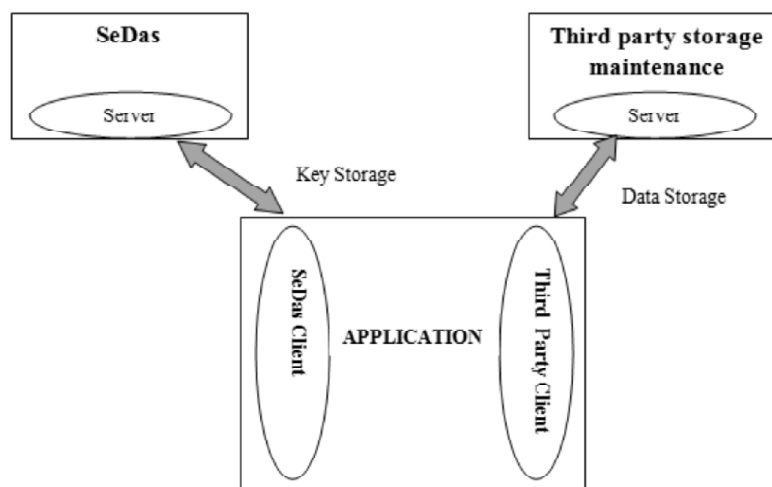 SeDas
Server
Third party storage
maintenance
Server
Key Storage
Data Storage
SeDas Client
APPLICATION
Third Party Client